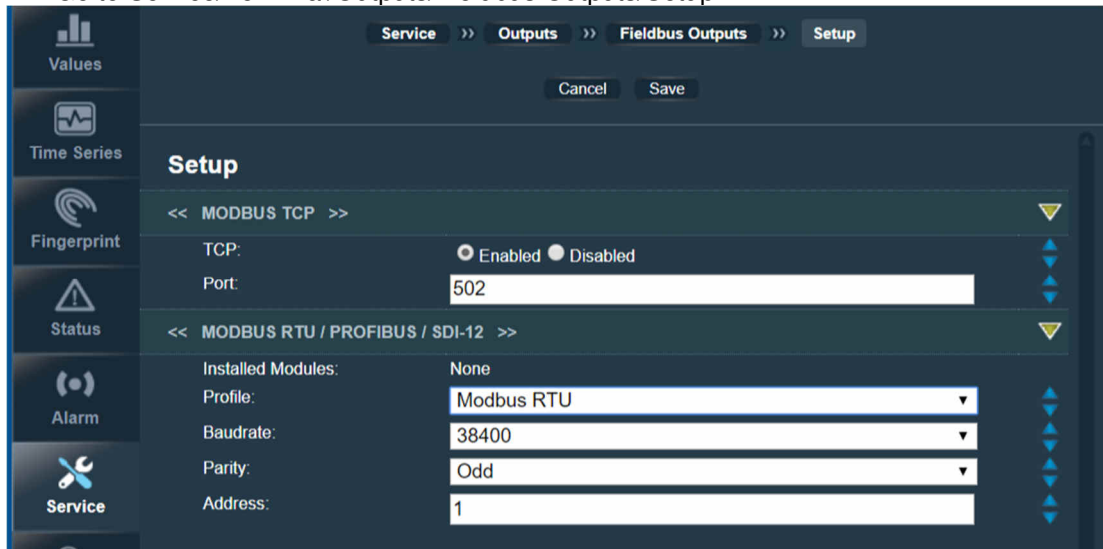 Service >> Outputs >> Fieldbus Outputs >> Setup
Cancel Save
Values
Time Series
Fingerprint
Status
Alarm
Service
Setup
<< MODBUS TCP >>
TCP: Enabled Disabled
Port: 502
<< MODBUS RTU / PROFIBUS / SDI-12 >>
Installed Modules: None
Profile: Modbus RTU
Baudrate: 38400
Parity: Odd
Address: 1